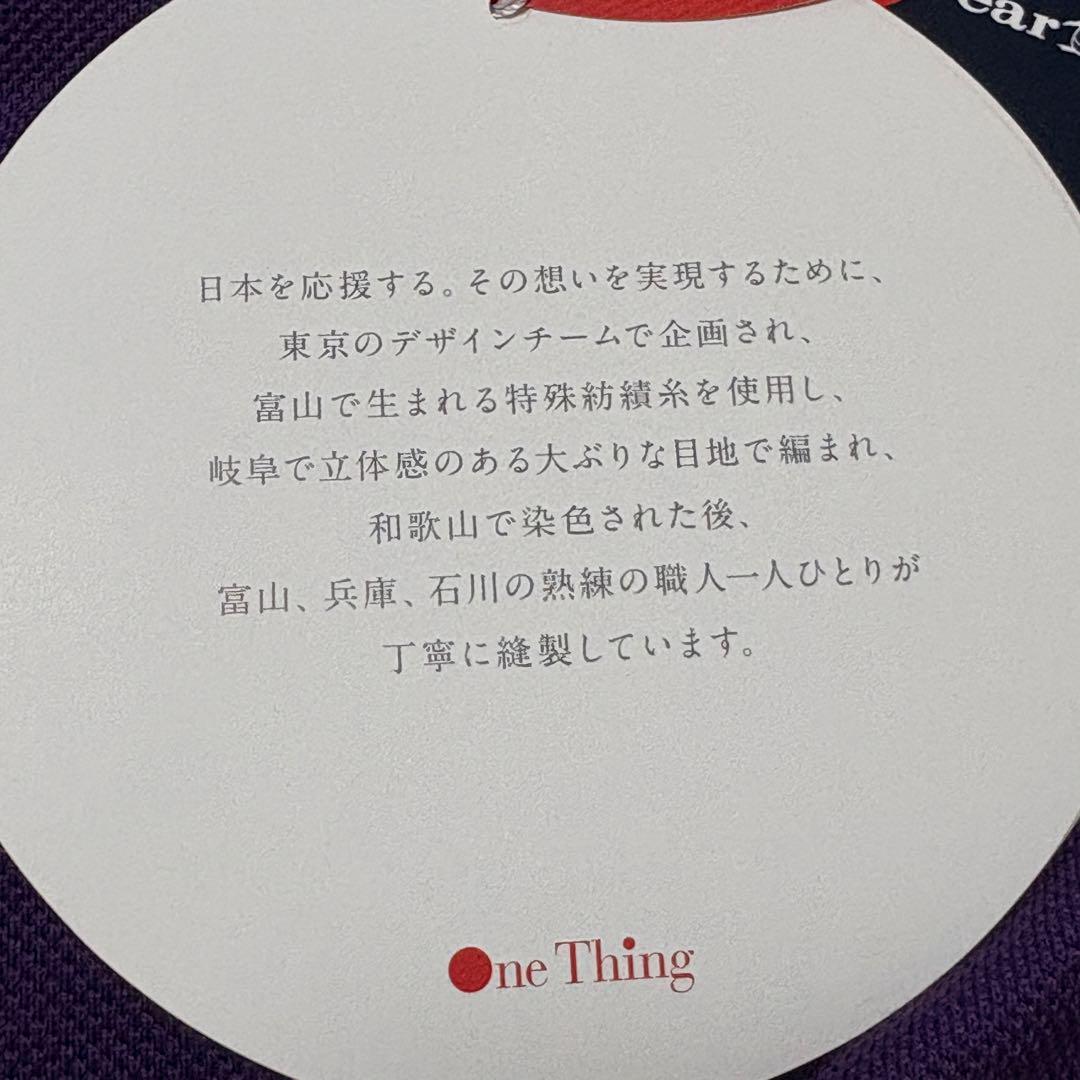 日本を応援する。その想いを実現するために、
東京のデザインチームで企画され、
富山で生まれる特殊紡績糸を使用し、
岐阜で立体感のある大ぶりな目地で編まれ、
和歌山で染色された後、
富山、兵庫、石川の熟練の職人一人ひとりが
丁寧に縫製しています。
One Thing